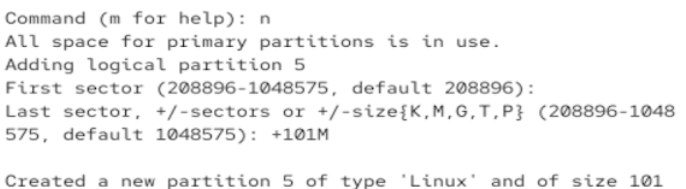 Command (m for help): n
All space for primary partitions is in use.
Adding logical partition 5
First sector (208896-1048575, default 208896):
Last sector, +/-sectors or +/-size{K,M,G,T,P} (208896-1048
575, default 1048575): +101M

Created a new partition 5 of type 'Linux' and of size 101